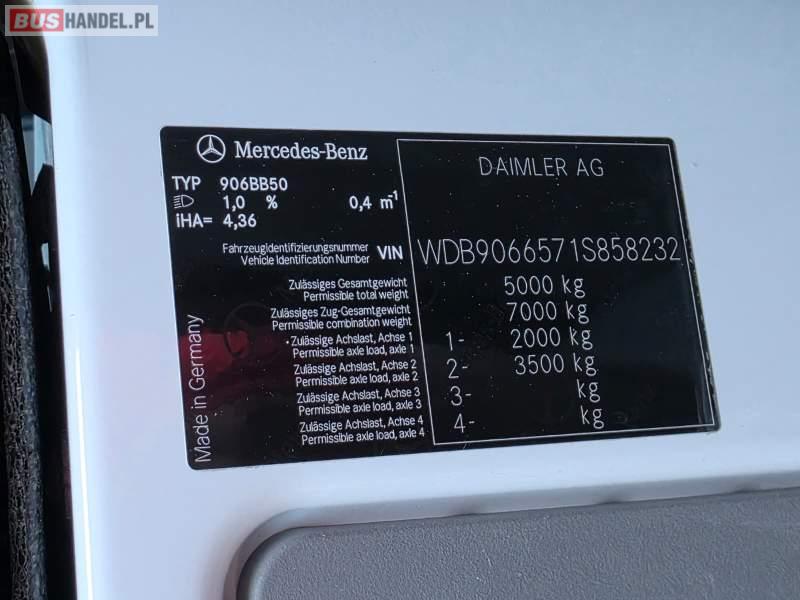 BUSHANDEL.PL
Mercedes-Benz
DAIMLER AG
TYP 906BB50
1,0 % 0,4 m-1
iHA= 4,36
Fahrzeugidentifizierungsnummer
Vehicle Identification Number VIN WDB9066571S858232
Zulässiges Gesamtgewicht
Permissible total weight 5000 kg
Zulässiges Zug-Gesamtgewicht
Permissible combination weight 7000 kg
Zulässige Achslast, Achse 1
Permissible axle load, axle 1 1- 2000 kg
Zulässige Achslast, Achse 2
Permissible axle load, axle 2 2- 3500 kg
Zulässige Achslast, Achse 3
Permissible axle load, axle 3 3- kg
Zulässige Achslast, Achse 4
Permissible axle load, axle 4 4- kg
Made in Germany